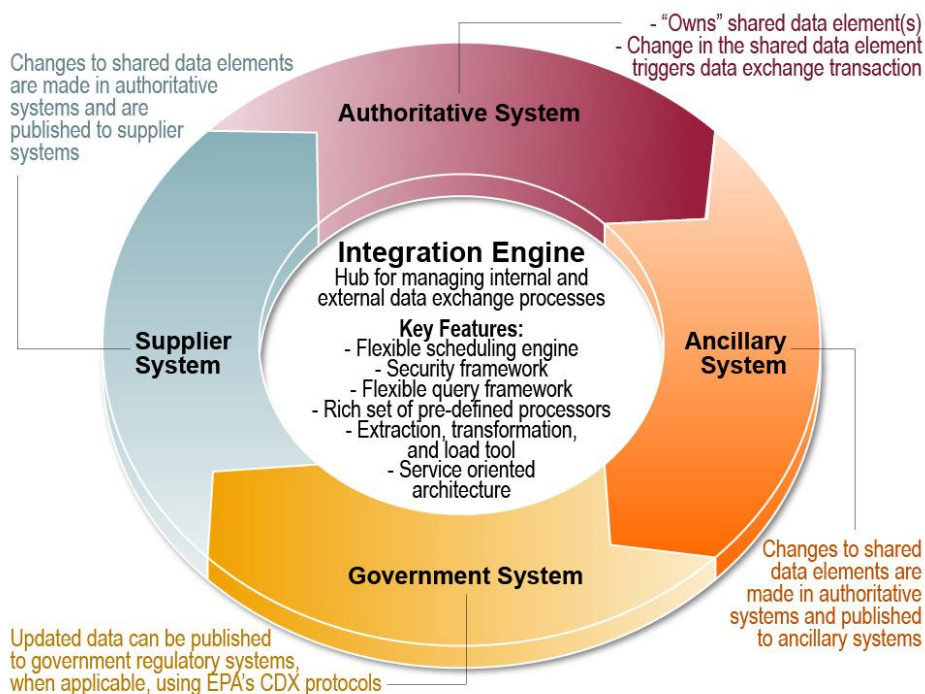 - “Owns” shared data element(s)
- Change in the shared data element
triggers data exchange transaction
Changes to shared data elements
are made in authoritative
systems and are
published to supplier
systems
Authoritative System
Integration Engine
Hub for managing internal and
external data exchange processes
Key Features:
- Flexible scheduling engine
- Security framework
- Flexible query framework
- Rich set of pre-defined processors
- Extraction, transformation,
and load tool
- Service oriented
architecture
Supplier
System
Ancillary
System
Government System
Changes to shared
data elements are
made in authoritative
systems and published
to ancillary systems
Updated data can be published
to government regulatory systems,
when applicable, using EPA’s CDX protocols